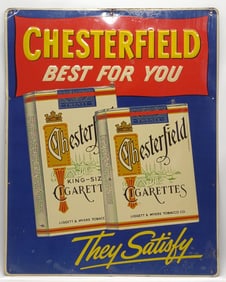 CHESTERFIELD
BEST FOR YOU
Chesterfield
KING-SIZE
CIGARETTES
Chesterfield
CIGARETTES
LIGGETT & MYERS TOBACCO CO.
LIGGETT & MYERS TOBACCO CO.
They Satisfy